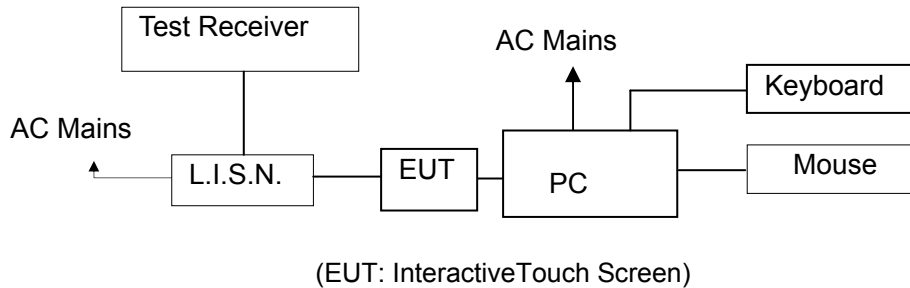 Test Receiver
AC Mains
Keyboard
AC Mains
L.I.S.N.
EUT
PC
Mouse
(EUT: InteractiveTouch Screen)